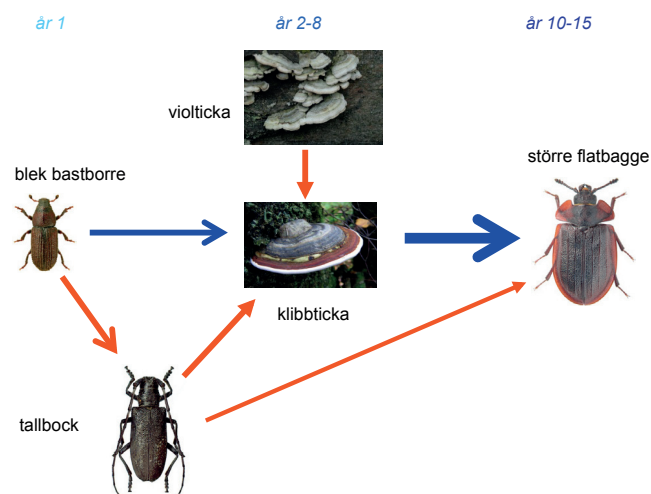 år 1
år 2-8
år 10-15
violticka
större flatbagge
blek bastborre
klibbticka
tallbock